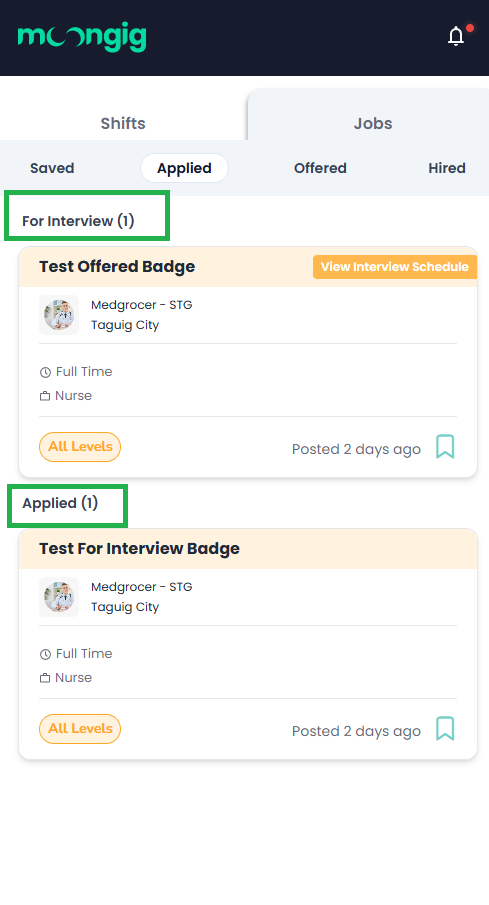 moongig
Shifts
Jobs
Saved
Applied
Offered
Hired
For Interview (1)
Test Offered Badge
View Interview Schedule
Medgrocer - STG
Taguig City
Full Time
Nurse
All Levels
Posted 2 days ago
Applied (1)
Test For Interview Badge
Medgrocer - STG
Taguig City
Full Time
Nurse
All Levels
Posted 2 days ago